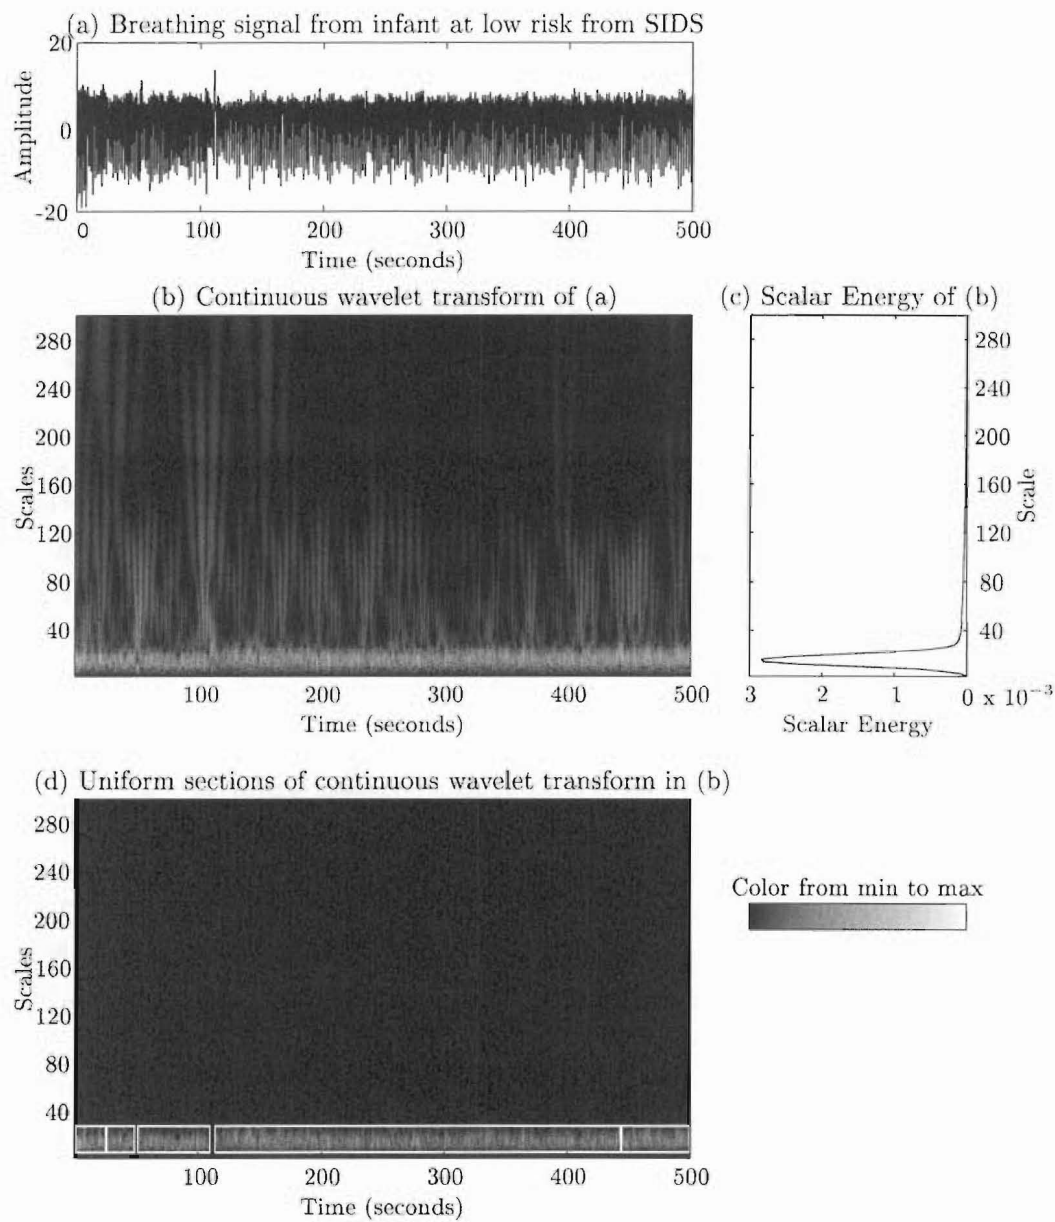 (a) Breathing signal from infant at low risk from SIDS
20
0
-20
Amplitude
0 100 200 300 400 500
Time (seconds)
(b) Continuous wavelet transform of (a)
280
240
200
160
120
80
40
Scales
100 200 300 400 500
Time (seconds)
(c) Scalar Energy of (b)
280
240
200
160
120
80
40
Scale
3 2 1 0 x 10⁻³
Scalar Energy
(d) Uniform sections of continuous wavelet transform in (b)
280
240
200
160
120
80
40
Scales
100 200 300 400 500
Time (seconds)
Color from min to max